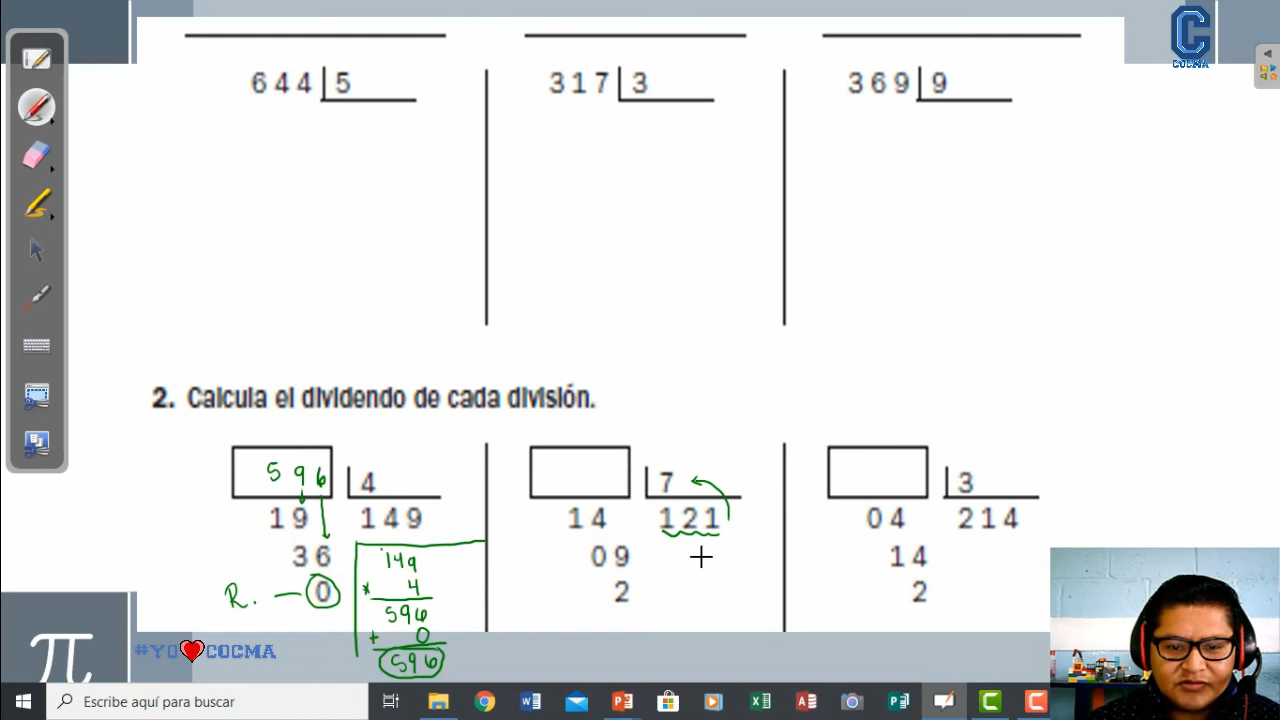 C
COCMA
644 5
317 3
369 9
2. Calcula el dividendo de cada división.
596 4
19 149
36
R. — 0
149
× 4
596
+ 0
596
7
14 121
09
2
3
04 214
14
2
π
#YO COCMA
Escribe aquí para buscar